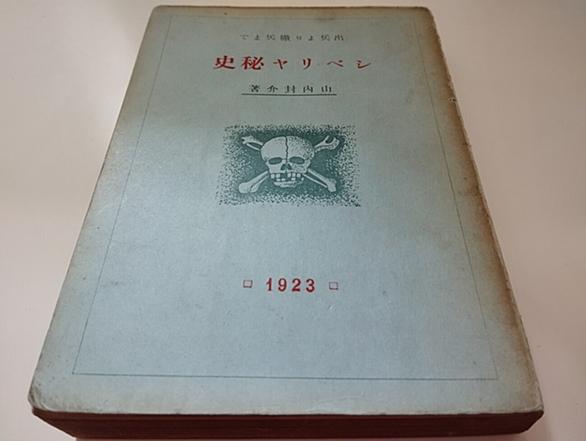 出兵より撤兵まで
シベリヤ秘史
山内封介著
□ 1923 □